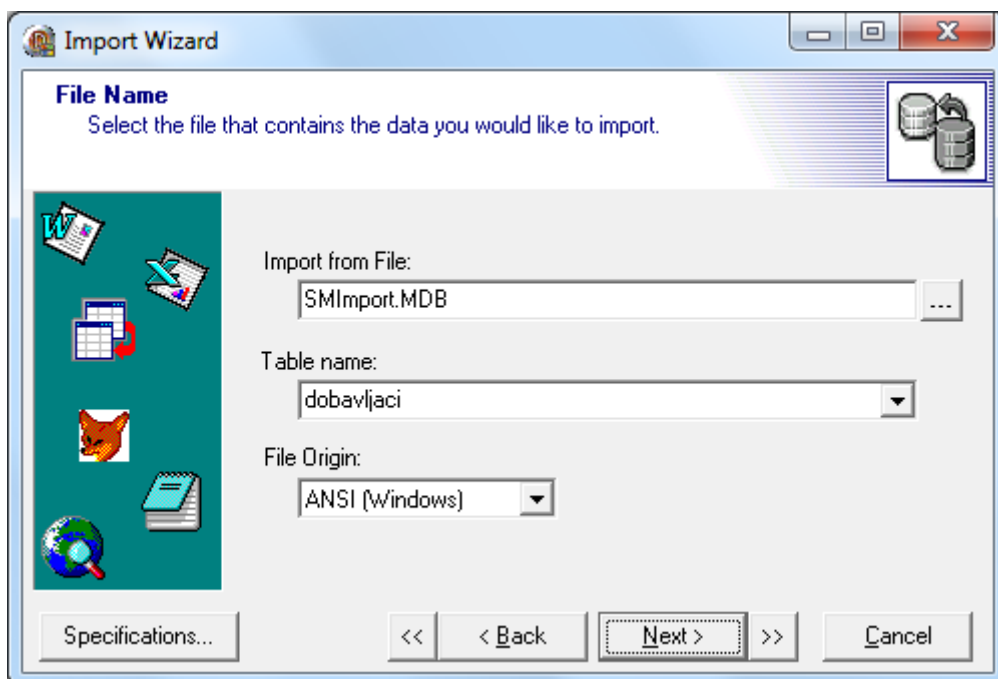 Import Wizard
File Name
Select the file that contains the data you would like to import.
Import from File:
SMImport.MDB
...
Table name:
dobavljaci
File Origin:
ANSI (Windows)
Specifications...
<<
< Back
Next >
>>
Cancel